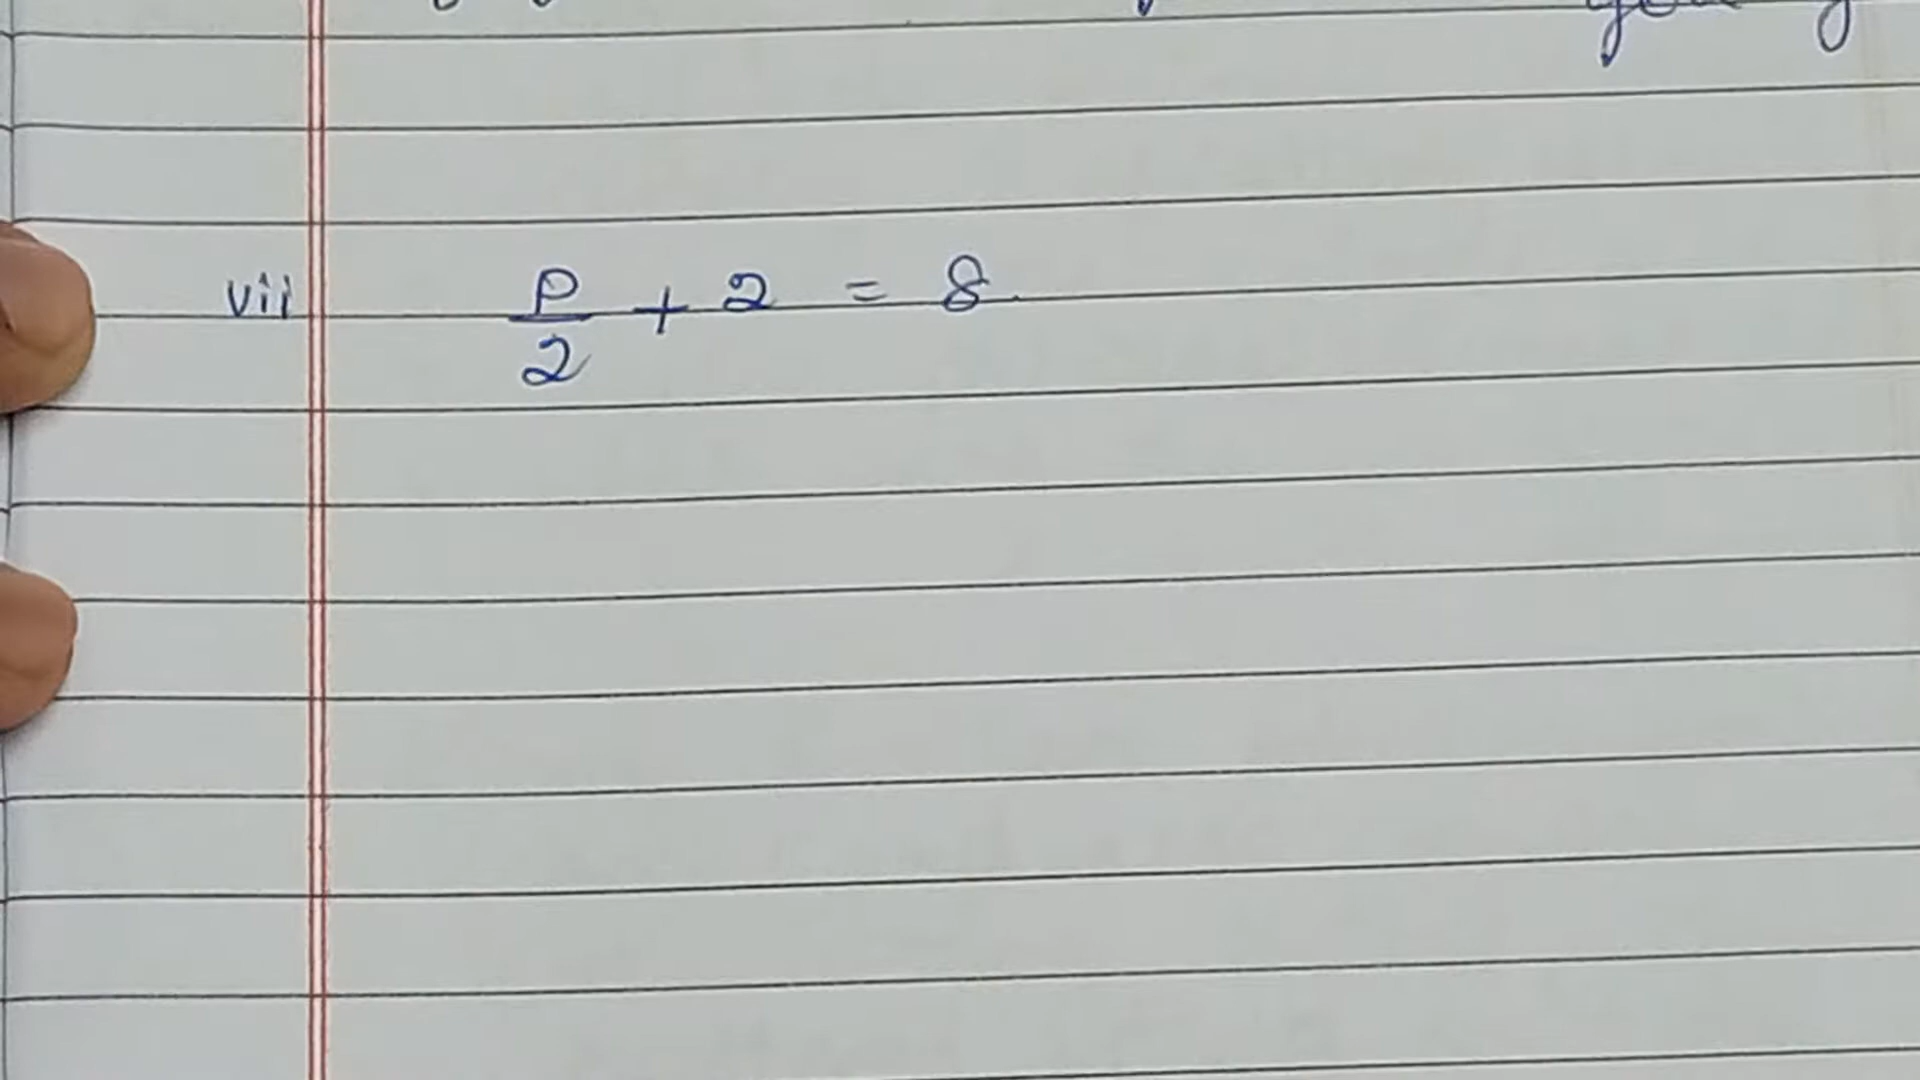 vii P/2 + 2 = 8.